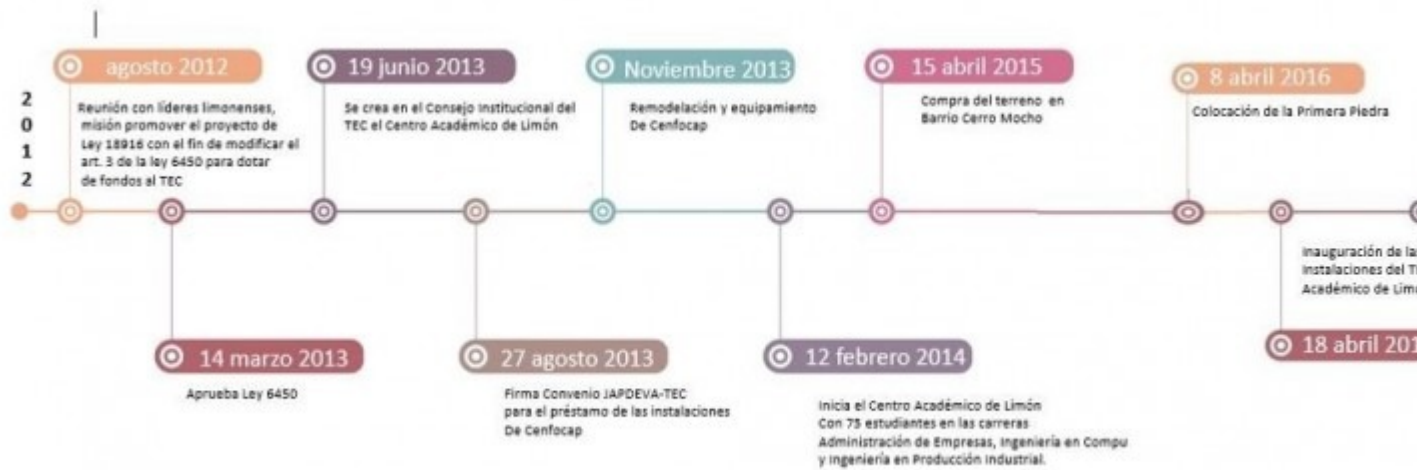 2
0
1
2
agosto 2012
Reunión con líderes limonenses,
misión promover el proyecto de
Ley 18916 con el fin de modificar el
art. 3 de la ley 6450 para dotar
de fondos al TEC
14 marzo 2013
Aprueba Ley 6450
19 junio 2013
Se crea en el Consejo Institucional del
TEC el Centro Académico de Limón
27 agosto 2013
Firma Convenio JAPDEVA-TEC
para el préstamo de las instalaciones
De Cenfocap
Noviembre 2013
Remodelación y equipamiento
De Cenfocap
12 febrero 2014
Inicia el Centro Académico de Limón
Con 75 estudiantes en las carreras
Administración de Empresas, Ingeniería en Compu
y Ingeniería en Producción Industrial.
15 abril 2015
Compra del terreno en
Barrio Cerro Mocho
8 abril 2016
Colocación de la Primera Piedra
Inauguración de la
Instalaciones del
Académico de
18 abril